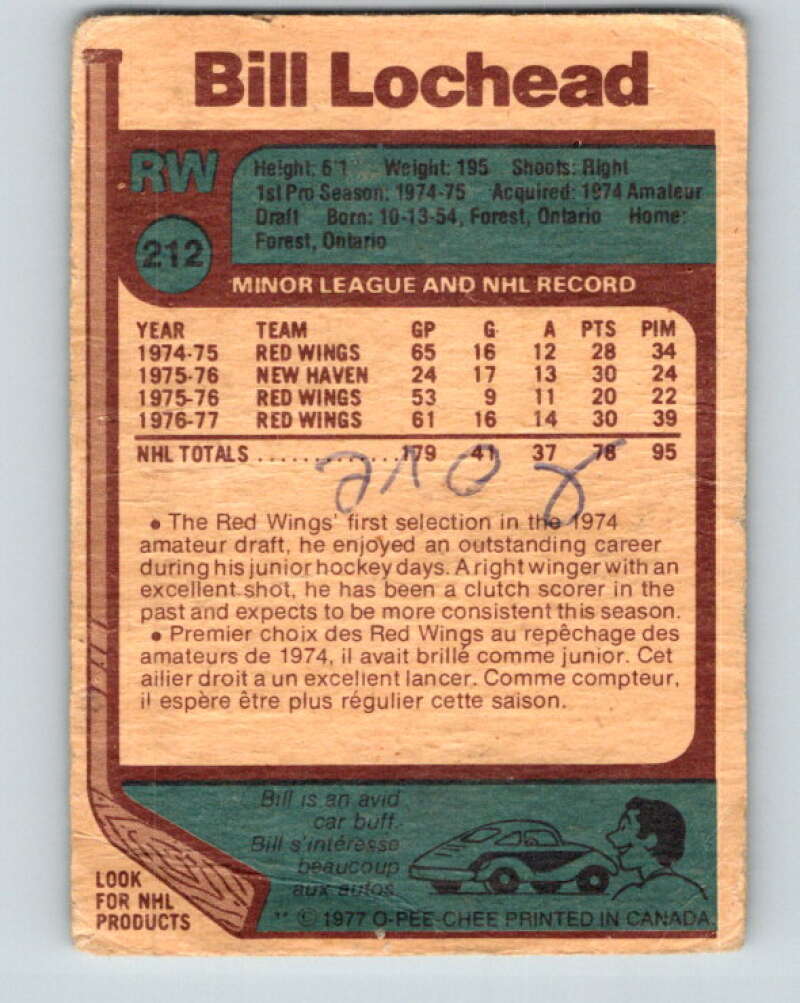 Bill Lochead
RW
212
Height: 6'1 Weight: 195 Shoots: Right
1st Pro Season: 1974-75 Acquired: 1974 Amateur
Draft Born: 10-13-54, Forest, Ontario Home:
Forest, Ontario
MINOR LEAGUE AND NHL RECORD
YEAR TEAM GP G A PTS PIM
1974-75 RED WINGS 65 16 12 28 34
1975-76 NEW HAVEN 24 17 13 30 24
1975-76 RED WINGS 53 9 11 20 22
1976-77 RED WINGS 61 16 14 30 39
NHL TOTALS ............. 179 41 37 78 95
• The Red Wings' first selection in the 1974
amateur draft, he enjoyed an outstanding career
during his junior hockey days. A right winger with an
excellent shot, he has been a clutch scorer in the
past and expects to be more consistent this season.
• Premier choix des Red Wings au repêchage des
amateurs de 1974, il avait brillé comme junior. Cet
ailier droit a un excellent lancer. Comme compteur,
il espère être plus régulier cette saison.
Bill is an avid
car buff.
Bill s'intéresse
beaucoup
aux autos.
LOOK
FOR NHL
PRODUCTS
** © 1977 O-PEE-CHEE PRINTED IN CANADA